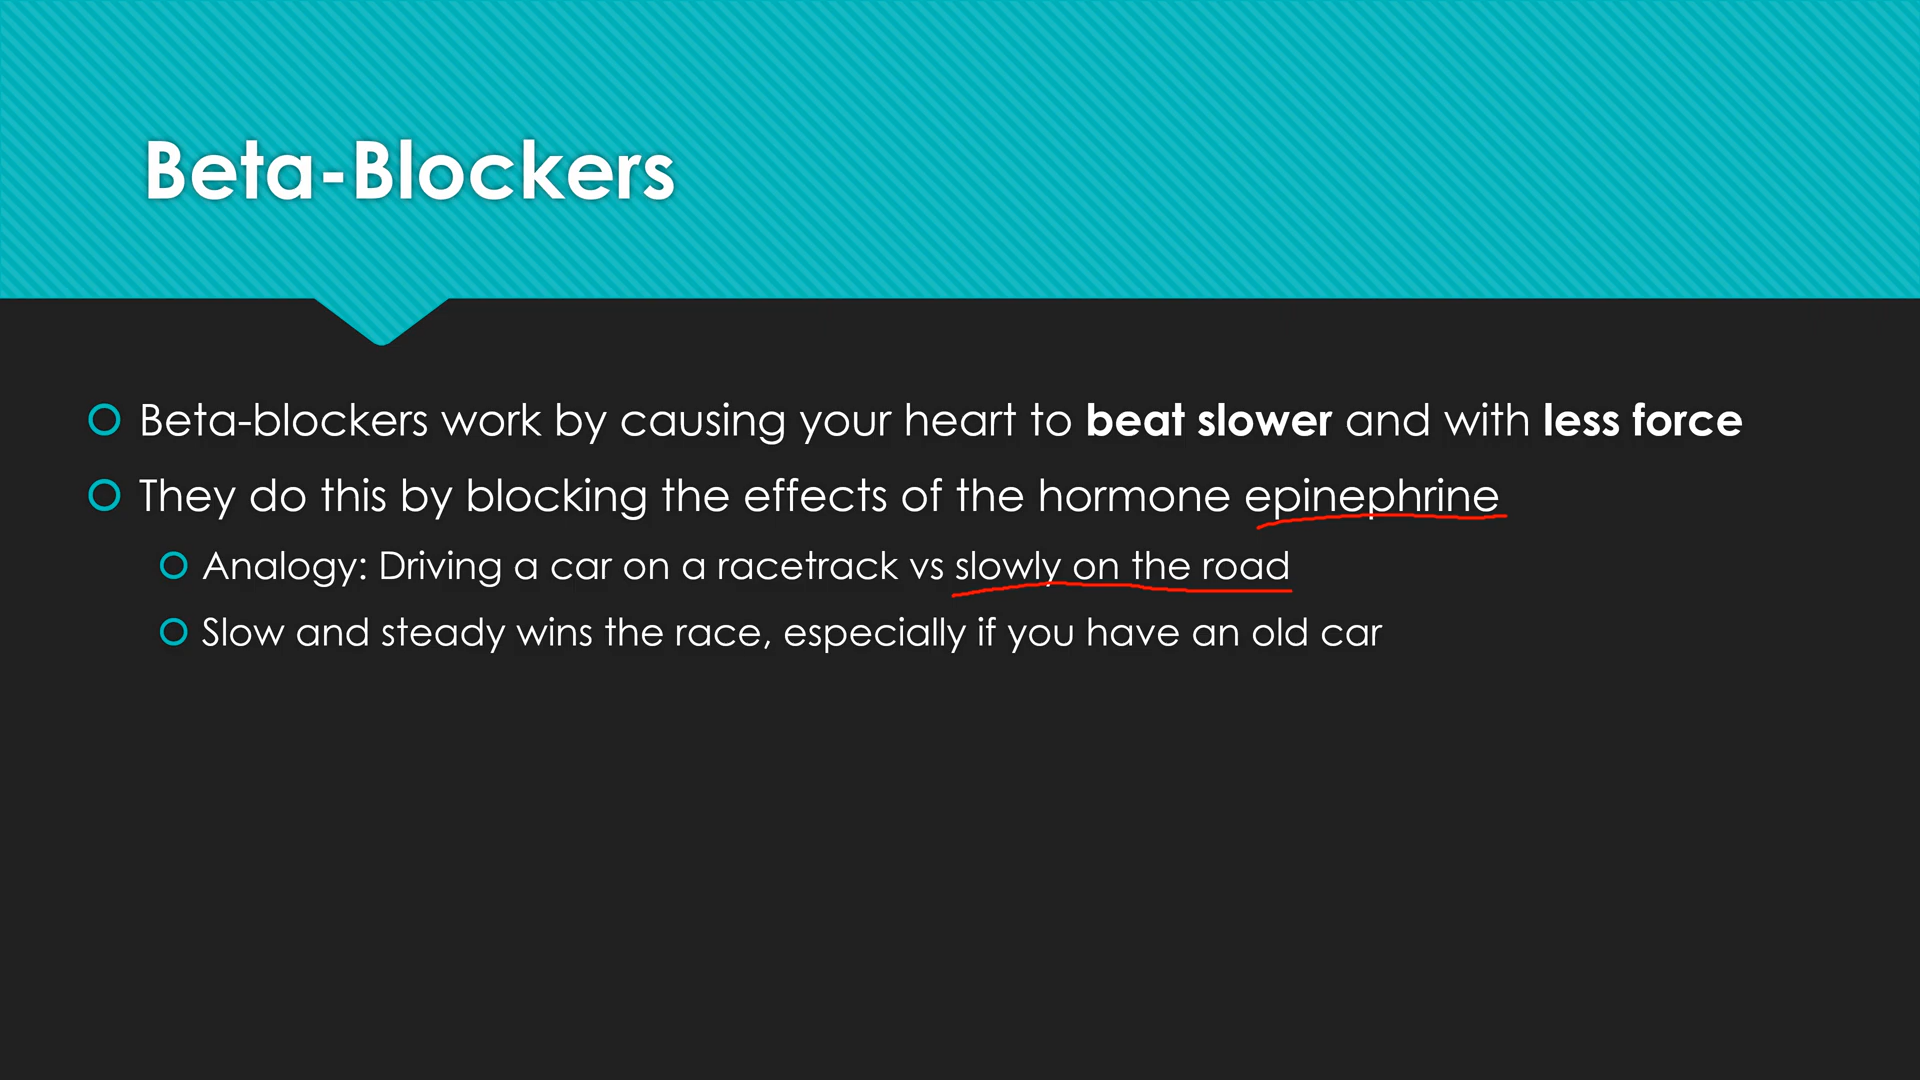 Beta-Blockers
Beta-blockers work by causing your heart to beat slower and with less force
They do this by blocking the effects of the hormone epinephrine
Analogy: Driving a car on a racetrack vs slowly on the road
Slow and steady wins the race, especially if you have an old car